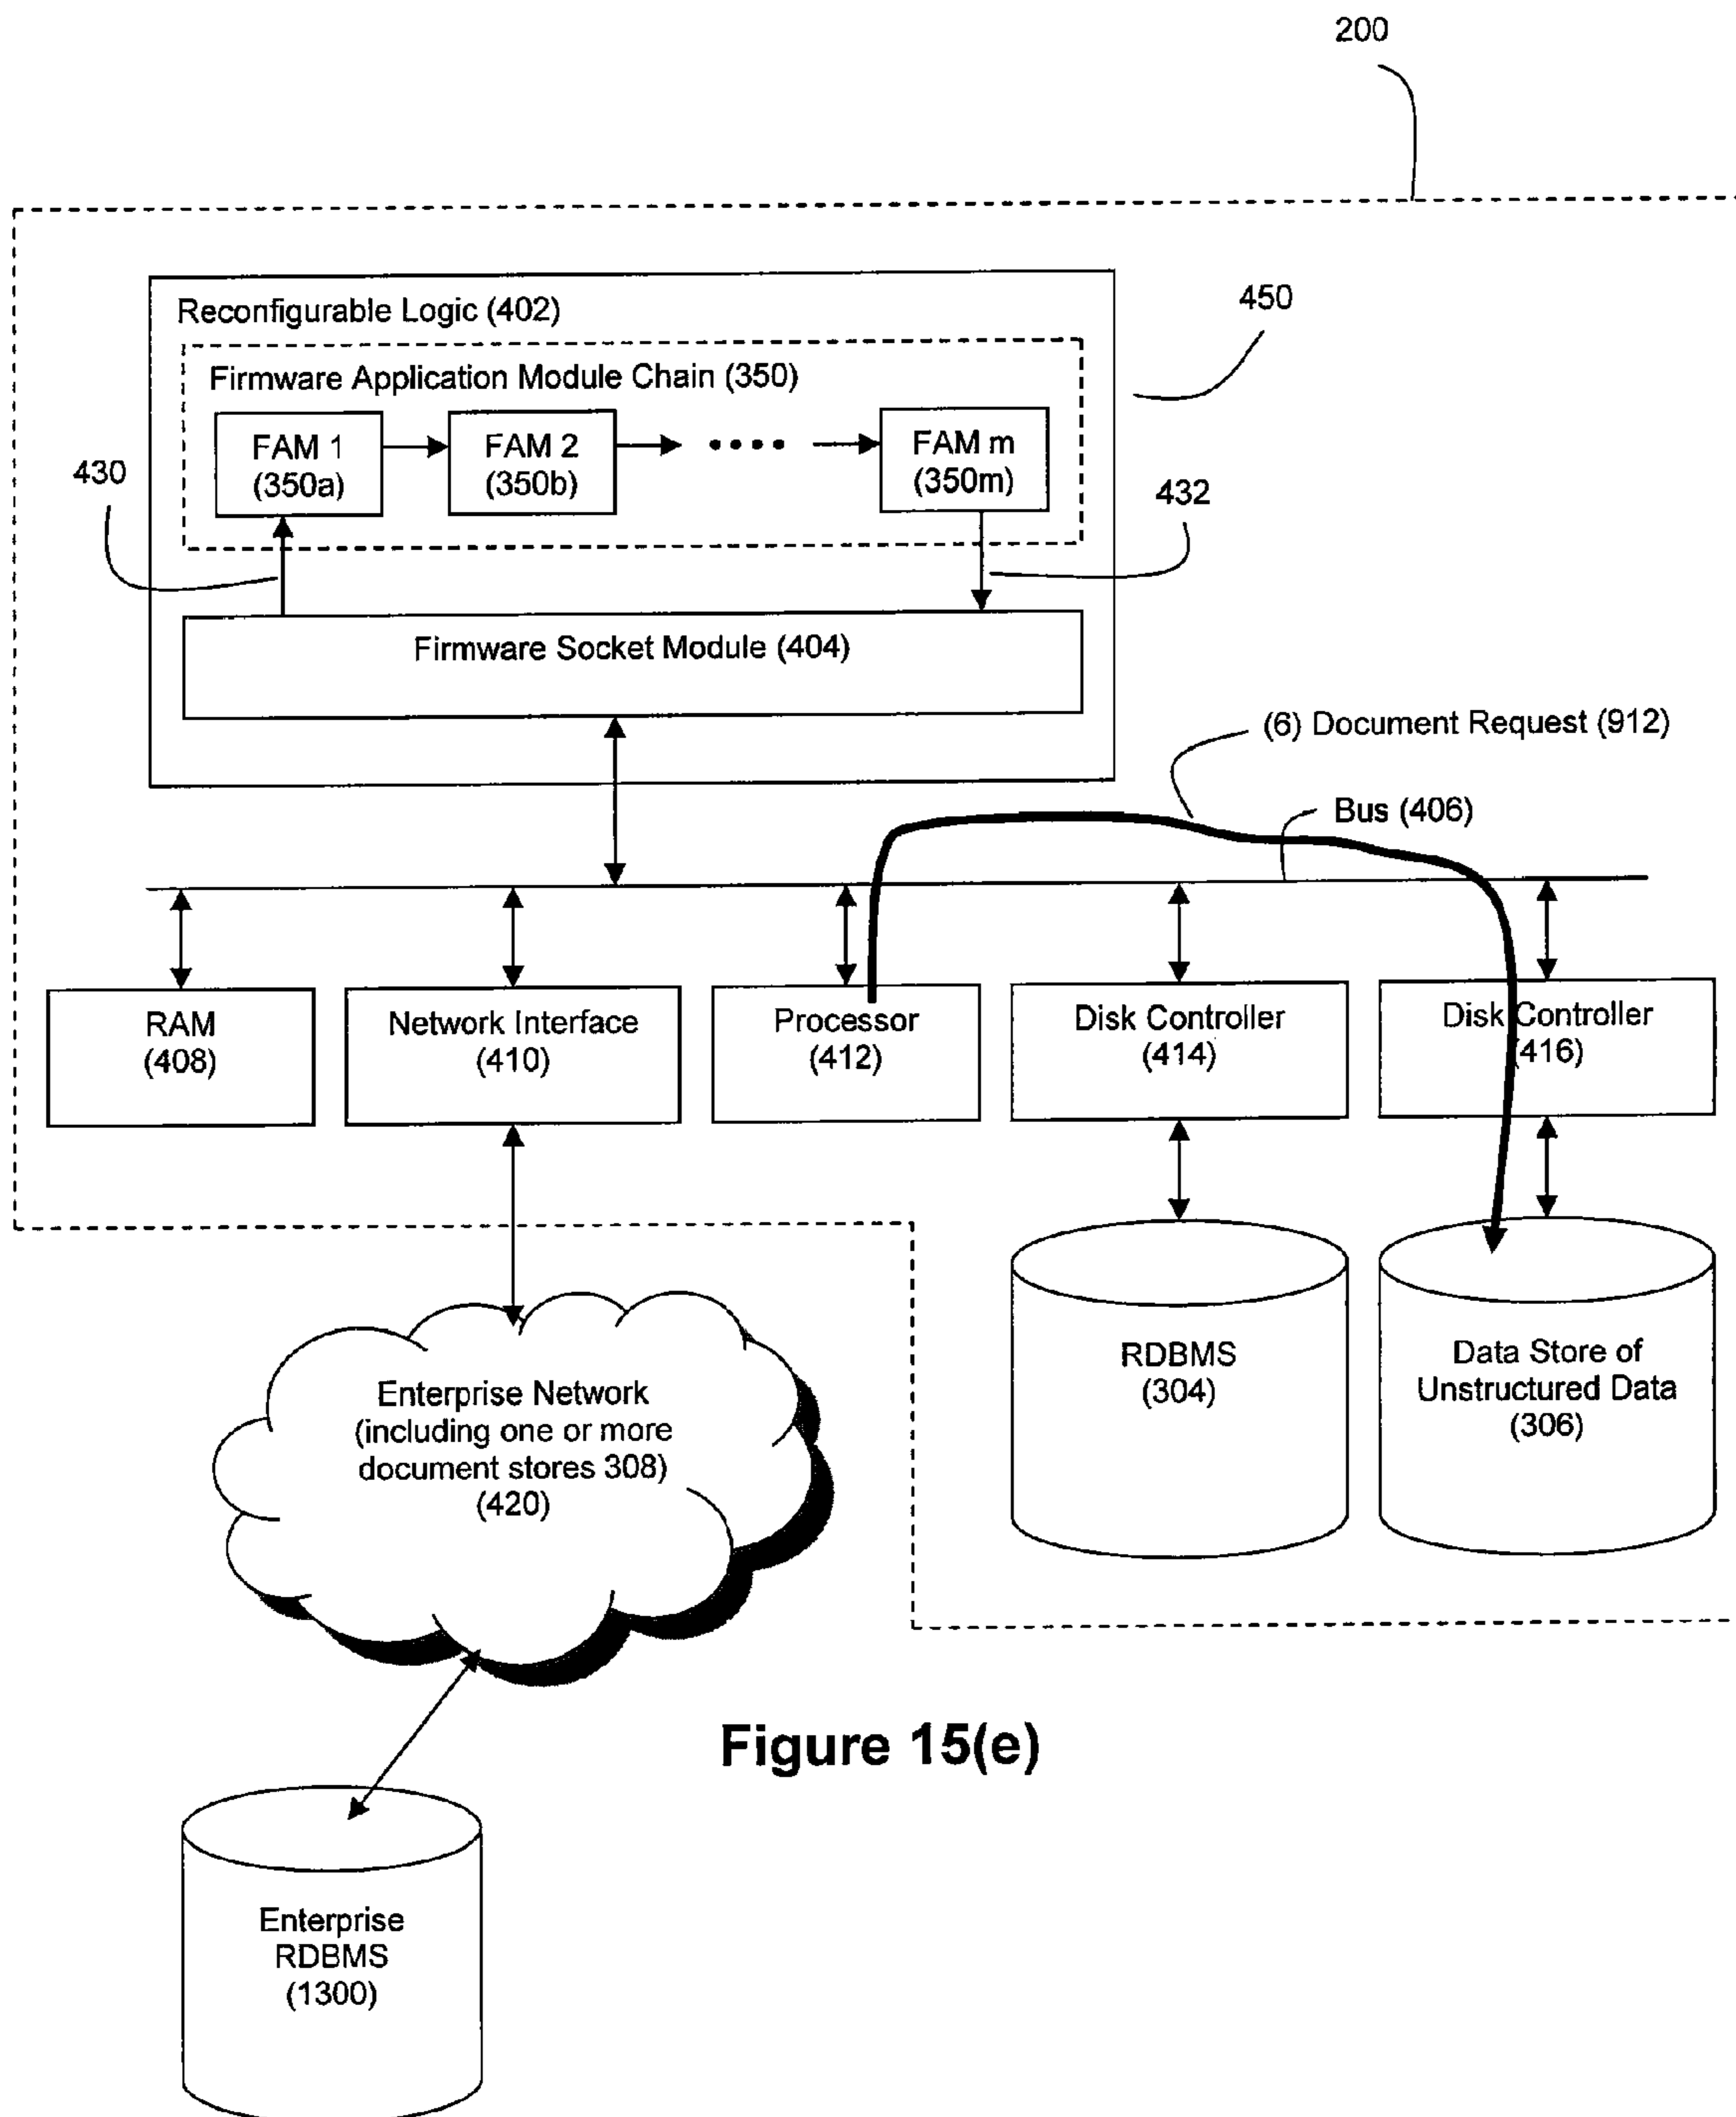 200
Reconfigurable Logic (402)
450
Firmware Application Module Chain (350)
FAM 1
(350a)
FAM 2
(350b)
••••
FAM m
(350m)
430
432
Firmware Socket Module (404)
(6) Document Request (912)
Bus (406)
RAM
(408)
Network Interface
(410)
Processor
(412)
Disk Controller
(414)
Disk Controller
(416)
RDBMS
(304)
Data Store of
Unstructured Data
(306)
Enterprise Network
(including one or more
document stores 308)
(420)
Figure 15(e)
Enterprise
RDBMS
(1300)